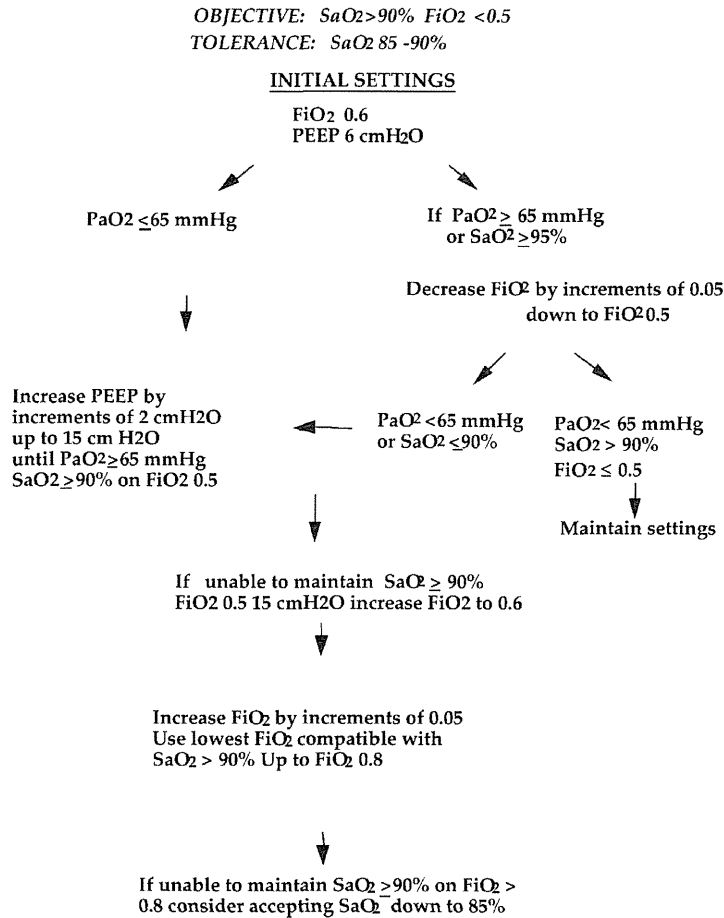 OBJECTIVE: SaO2>90% FiO2 <0.5
TOLERANCE: SaO2 85 -90%
INITIAL SETTINGS
FiO2 0.6
PEEP 6 cmH2O
PaO2 ≤65 mmHg
If PaO2 ≥ 65 mmHg
or SaO2 ≥95%
Decrease FiO2 by increments of 0.05
down to FiO2 0.5
Increase PEEP by
increments of 2 cmH2O
up to 15 cm H2O
until PaO2≥65 mmHg
SaO2 ≥90% on FiO2 0.5
PaO2 <65 mmHg
or SaO2 ≤90%
PaO2< 65 mmHg
SaO2 > 90%
FiO2 ≤ 0.5
Maintain settings
If unable to maintain SaO2 ≥ 90%
FiO2 0.5 15 cmH2O increase FiO2 to 0.6
Increase FiO2 by increments of 0.05
Use lowest FiO2 compatible with
SaO2 > 90% Up to FiO2 0.8
If unable to maintain SaO2 ≥90% on FiO2 >
0.8 consider accepting SaO2 down to 85%